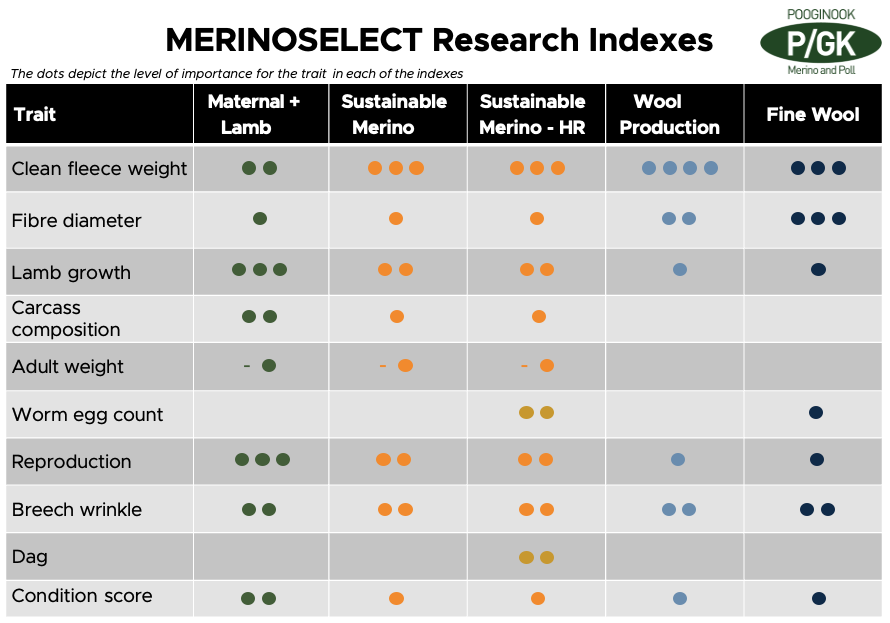 POOGINOOK
MERINOSELECT Research Indexes
P/GK
Merino and Poll
The dots depict the level of importance for the trait in each of the indexes
Trait
Maternal +
Lamb
Sustainable
Merino
Sustainable
Merino - HR
Wool
Production
Fine Wool
Clean fleece weight
Fibre diameter
Lamb growth
Carcass
composition
Adult weight
-
-
-
Worm egg count
Reproduction
Breech wrinkle
Dag
Condition score